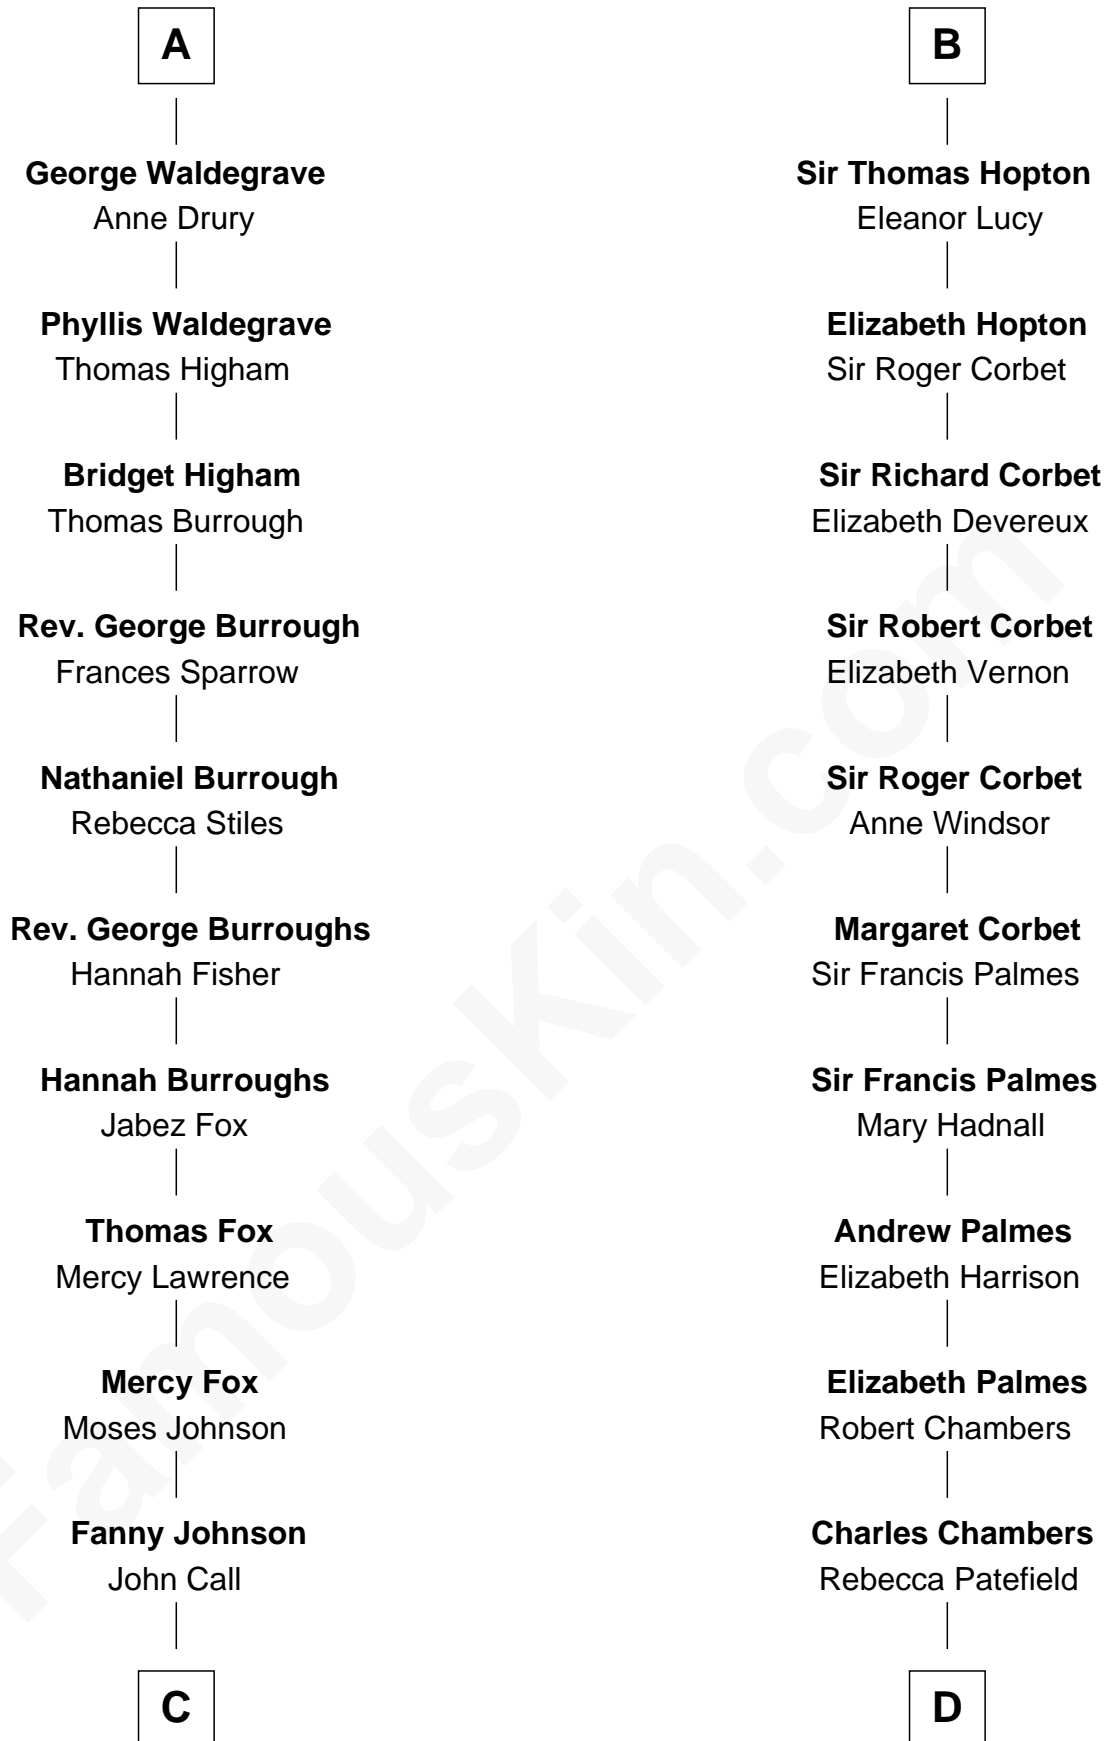 A
George Waldegrave
Anne Drury
Phyllis Waldegrave
Thomas Higham
Bridget Higham
Thomas Burrough
Rev. George Burrough
Frances Sparrow
Nathaniel Burrough
Rebecca Stiles
Rev. George Burroughs
Hannah Fisher
Hannah Burroughs
Jabez Fox
Thomas Fox
Mercy Lawrence
Mercy Fox
Moses Johnson
Fanny Johnson
John Call
C
B
Sir Thomas Hopton
Eleanor Lucy
Elizabeth Hopton
Sir Roger Corbet
Sir Richard Corbet
Elizabeth Devereux
Sir Robert Corbet
Elizabeth Vernon
Sir Roger Corbet
Anne Windsor
Margaret Corbet
Sir Francis Palmes
Sir Francis Palmes
Mary Hadnall
Andrew Palmes
Elizabeth Harrison
Elizabeth Palmes
Robert Chambers
Charles Chambers
Rebecca Patefield
D
FamousKin.com